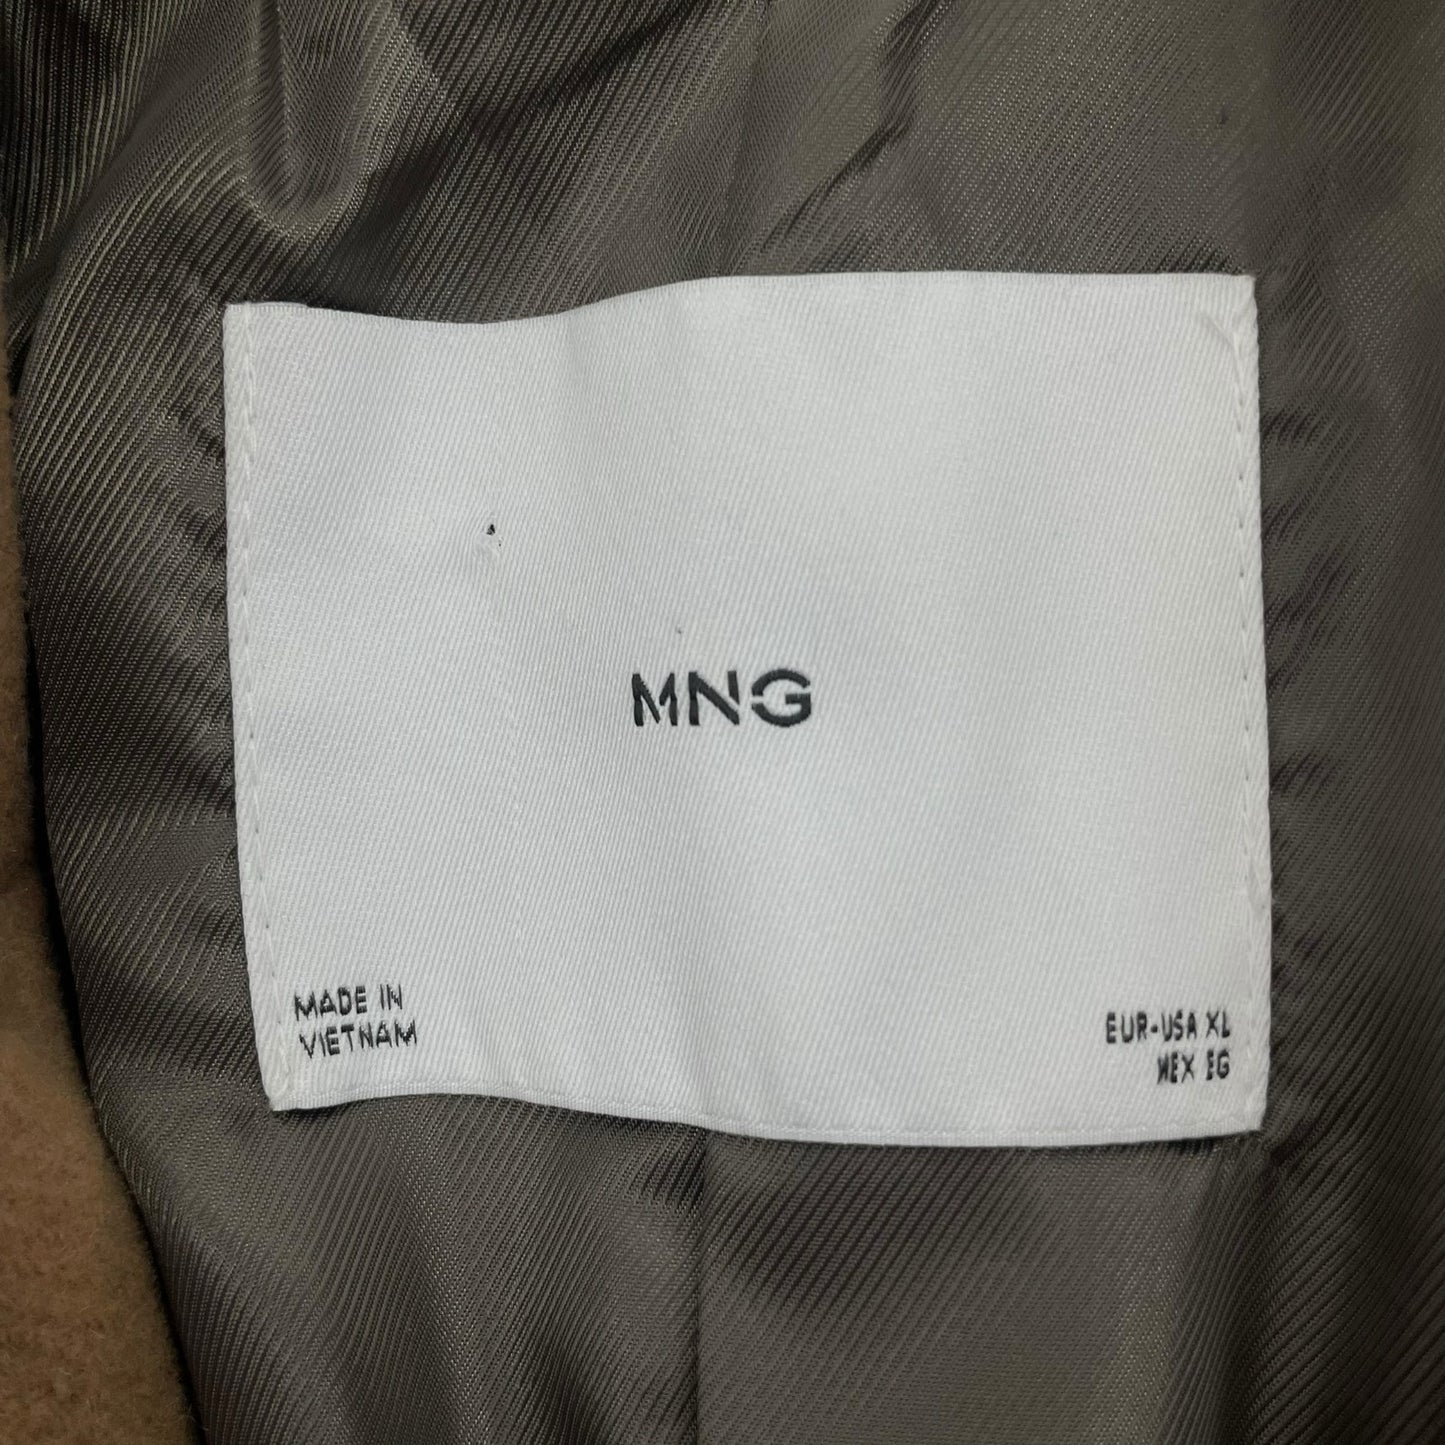 MNG
MADE IN
VIETNAM
EUR-USA XL
MEX EG